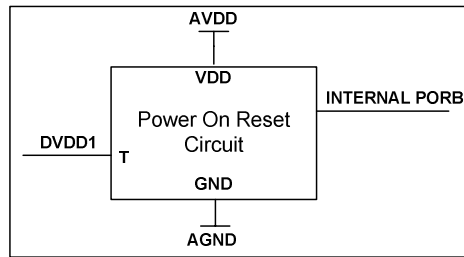 AVDD
VDD
INTERNAL PORB
Power On Reset
Circuit
DVDD1
T
GND
AGND